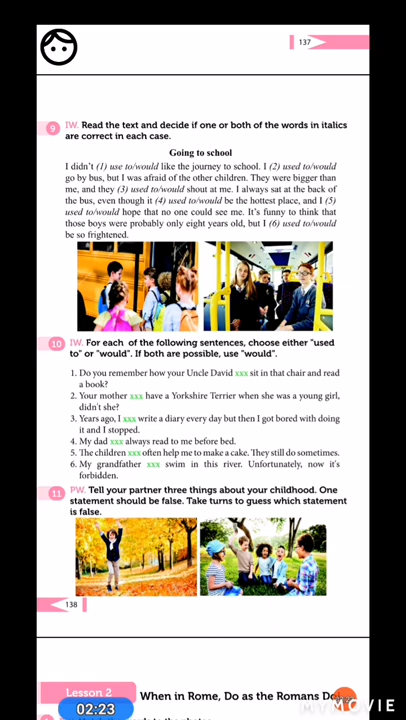 137
9 IW. Read the text and decide if one or both of the words in italics
are correct in each case.
Going to school
I didn't (1) use to/would like the journey to school. I (2) used to/would
go by bus, but I was afraid of the other children. They were bigger than
me, and they (3) used to/would shout at me. I always sat at the back of
the bus, even though it (4) used to/would be the hottest place, and I (5)
used to/would hope that no one could see me. It's funny to think that
those boys were probably only eight years old, but I (6) used to/would
be so frightened.
10 IW. For each of the following sentences, choose either "used
to" or "would". If both are possible, use "would".
1. Do you remember how your Uncle David xxx sit in that chair and read
a book?
2. Your mother xxx have a Yorkshire Terrier when she was a young girl,
didn't she?
3. Years ago, I xxx write a diary every day but then I got bored with doing
it and I stopped.
4. My dad xxx always read to me before bed.
5. The children xxx often help me to make a cake. They still do sometimes.
6. My grandfather xxx swim in this river. Unfortunately, now it's
forbidden.
11 PW. Tell your partner three things about your childhood. One
statement should be false. Take turns to guess which statement
is false.
138
Lesson 2 When in Rome, Do as the Romans Do
02:23